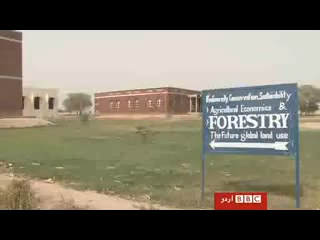 Biodiversity Conservation, Sustainability
Agricultural Economics &
FORESTRY
The Future global land use
BBC اردو